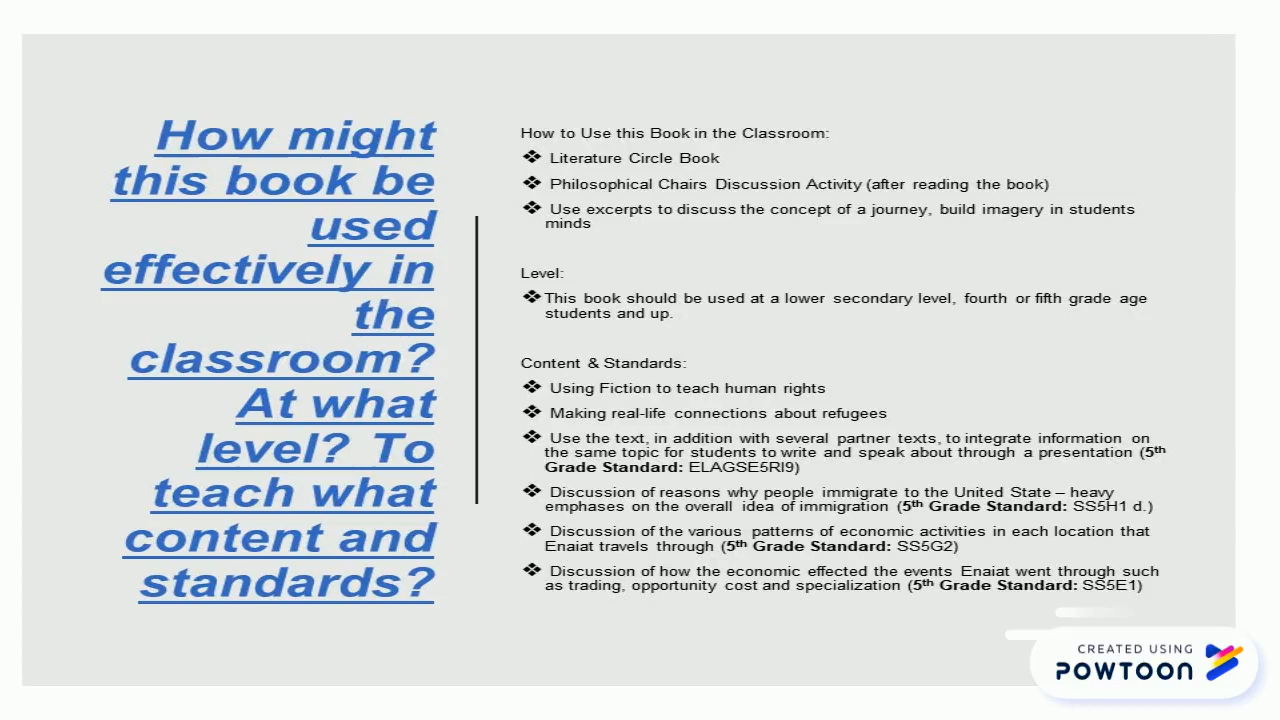 How might
this book be
used
effectively in
the
classroom?
At what
level? To
teach what
content and
standards?
How to Use this Book in the Classroom:
❖ Literature Circle Book
❖ Philosophical Chairs Discussion Activity (after reading the book)
❖ Use excerpts to discuss the concept of a journey, build imagery in students
minds
Level:
❖ This book should be used at a lower secondary level, fourth or fifth grade age
students and up.
Content & Standards:
❖ Using Fiction to teach human rights
❖ Making real-life connections about refugees
❖ Use the text, in addition with several partner texts, to integrate information on
the same topic for students to write and speak about through a presentation (5th
Grade Standard: ELAGSE5RI9)
❖ Discussion of reasons why people immigrate to the United State – heavy
emphases on the overall idea of immigration (5th Grade Standard: SS5H1 d.)
❖ Discussion of the various patterns of economic activities in each location that
Enaiat travels through (5th Grade Standard: SS5G2)
❖ Discussion of how the economic effected the events Enaiat went through such
as trading, opportunity cost and specialization (5th Grade Standard: SS5E1)
CREATED USING
POWTOON